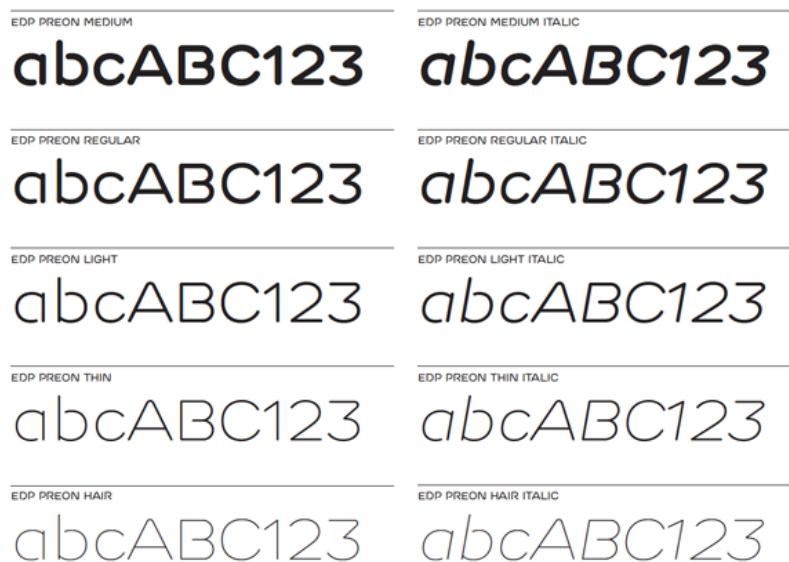 EDP PREON MEDIUM
abcABC123
EDP PREON MEDIUM ITALIC
abcABC123
EDP PREON REGULAR
abcABC123
EDP PREON REGULAR ITALIC
abcABC123
EDP PREON LIGHT
abcABC123
EDP PREON LIGHT ITALIC
abcABC123
EDP PREON THIN
abcABC123
EDP PREON THIN ITALIC
abcABC123
EDP PREON HAIR
abcABC123
EDP PREON HAIR ITALIC
abcABC123